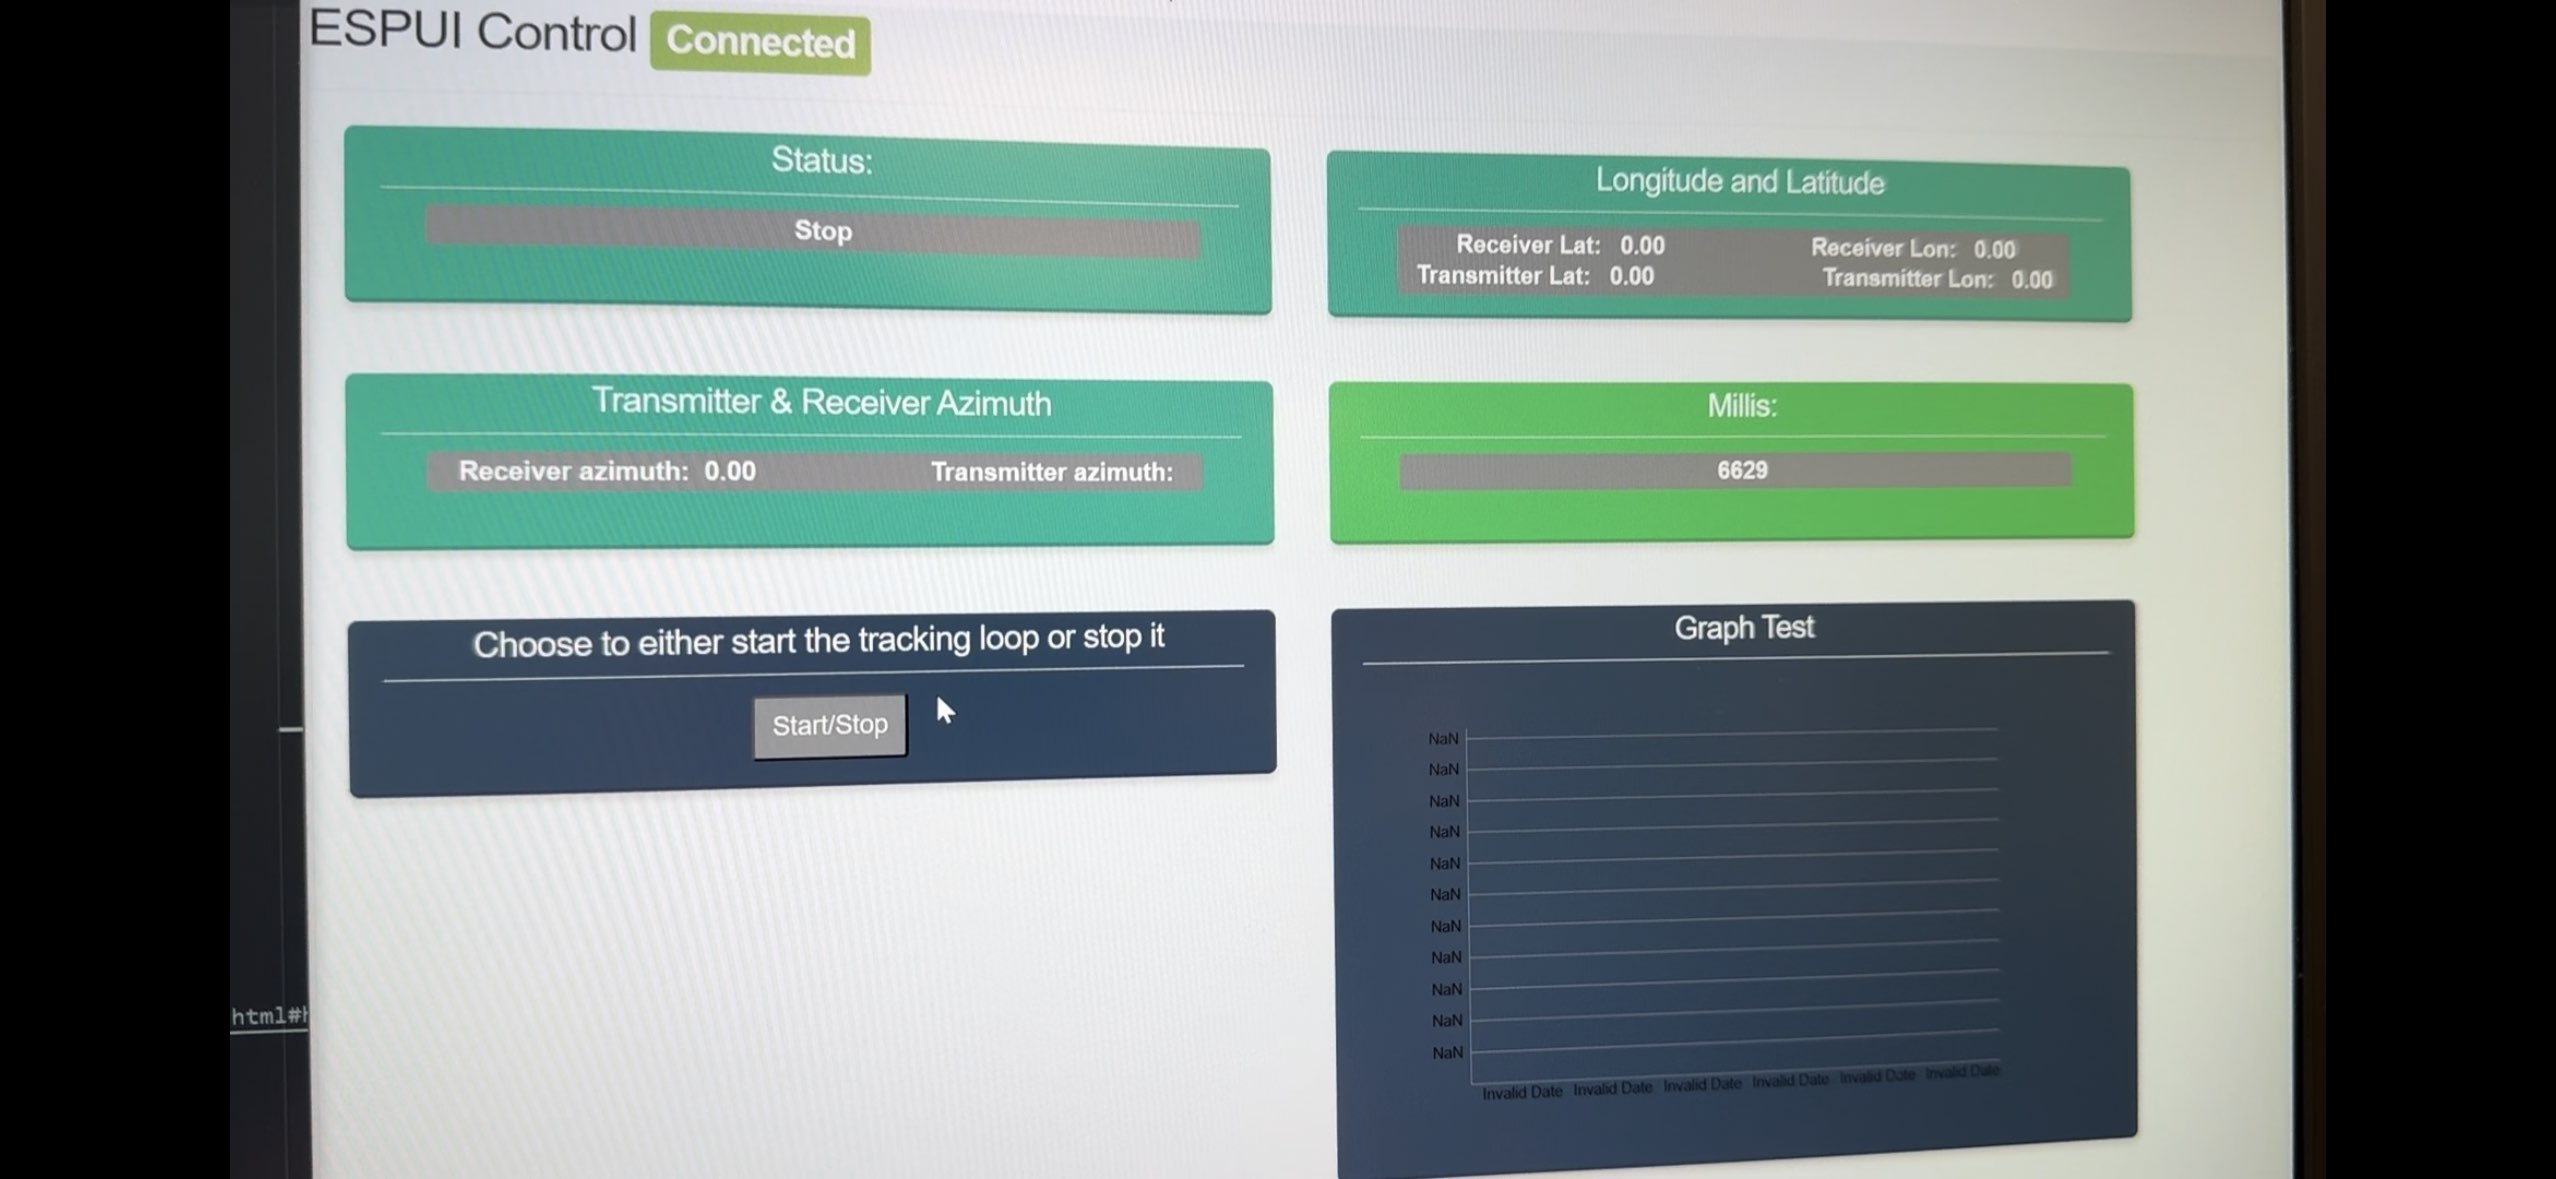 ESPUI Control Connected
Status:
Stop
Longitude and Latitude
Receiver Lat: 0.00 Receiver Lon: 0.00
Transmitter Lat: 0.00 Transmitter Lon: 0.00
Transmitter & Receiver Azimuth
Receiver azimuth: 0.00 Transmitter azimuth:
Millis:
6629
Choose to either start the tracking loop or stop it
Start/Stop
Graph Test
NaN
NaN
NaN
NaN
NaN
NaN
NaN
NaN
NaN
NaN
NaN
Invalid Date Invalid Date Invalid Date Invalid Date Invalid Date Invalid Date
html#